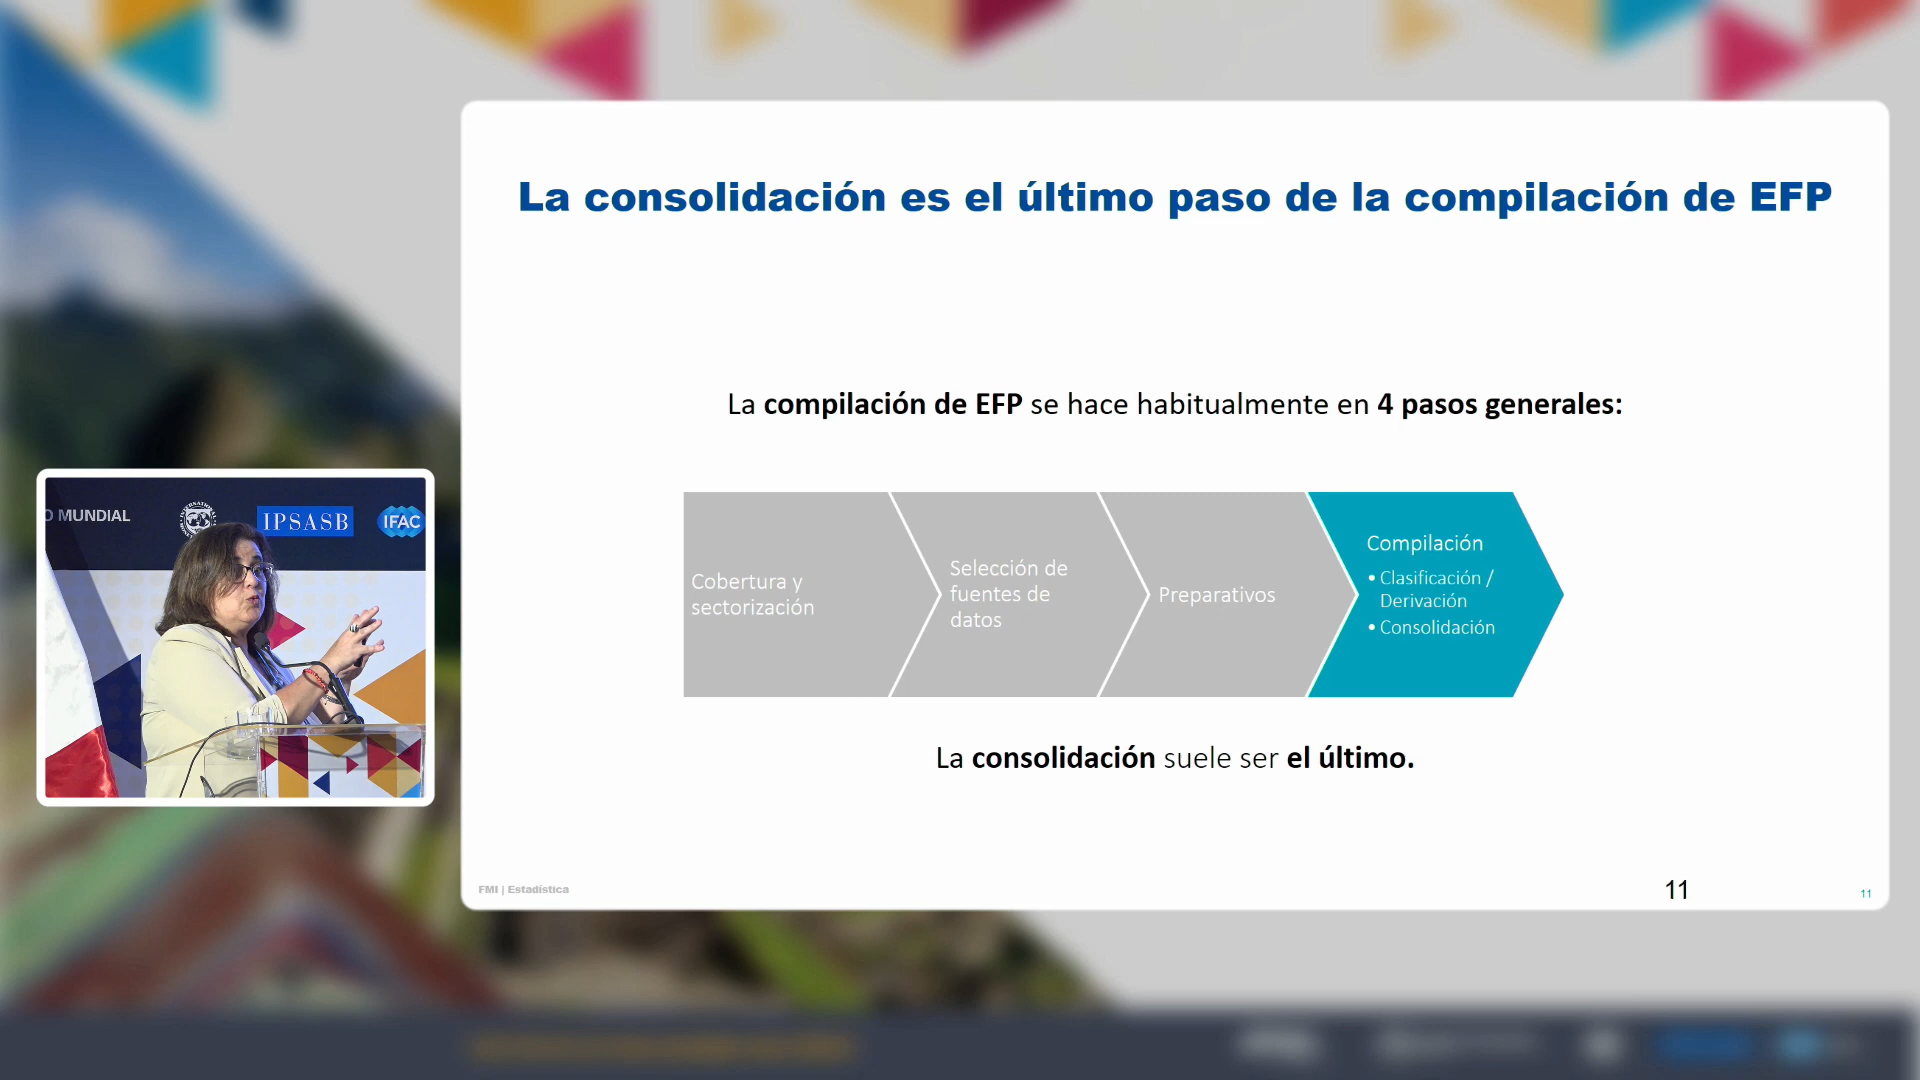 La consolidación es el último paso de la compilación de EFP
La compilación de EFP se hace habitualmente en 4 pasos generales:
Cobertura y
sectorización
Selección de
fuentes de
datos
Preparativos
Compilación
• Clasificación /
Derivación
• Consolidación
La consolidación suele ser el último.
FMI | Estadística
11
11
O MUNDIAL
IPSASB
IFAC